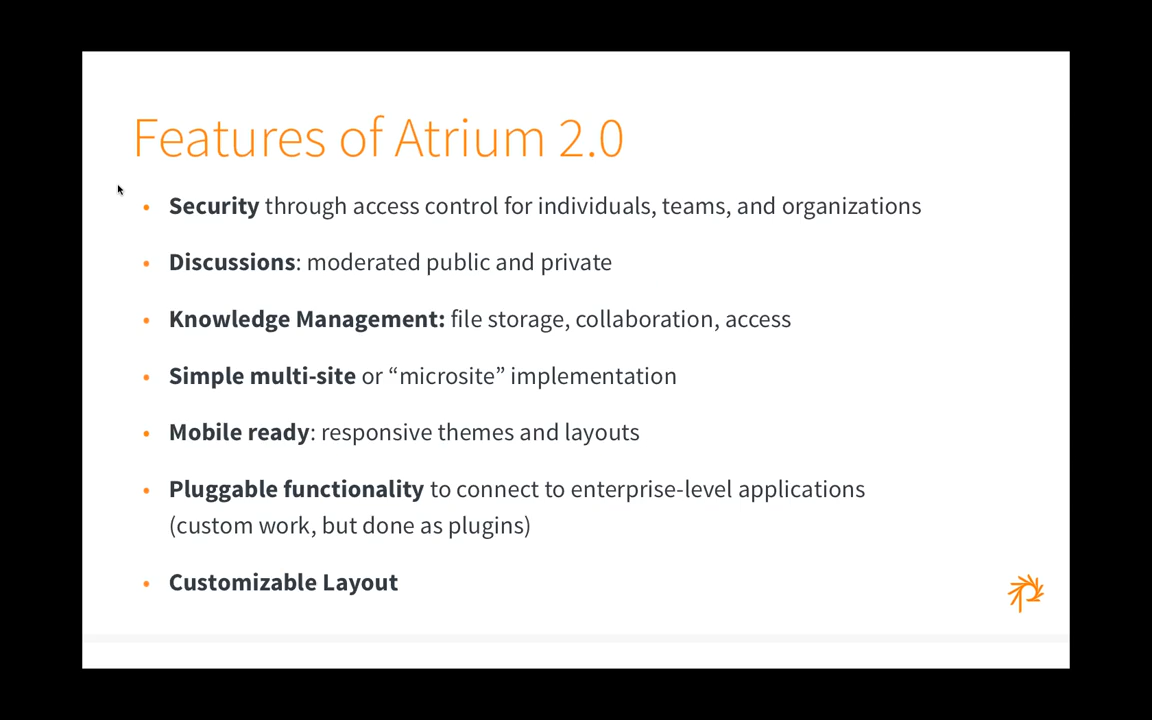 Features of Atrium 2.0
• Security through access control for individuals, teams, and organizations
• Discussions: moderated public and private
• Knowledge Management: file storage, collaboration, access
• Simple multi-site or “microsite” implementation
• Mobile ready: responsive themes and layouts
• Pluggable functionality to connect to enterprise-level applications
(custom work, but done as plugins)
• Customizable Layout